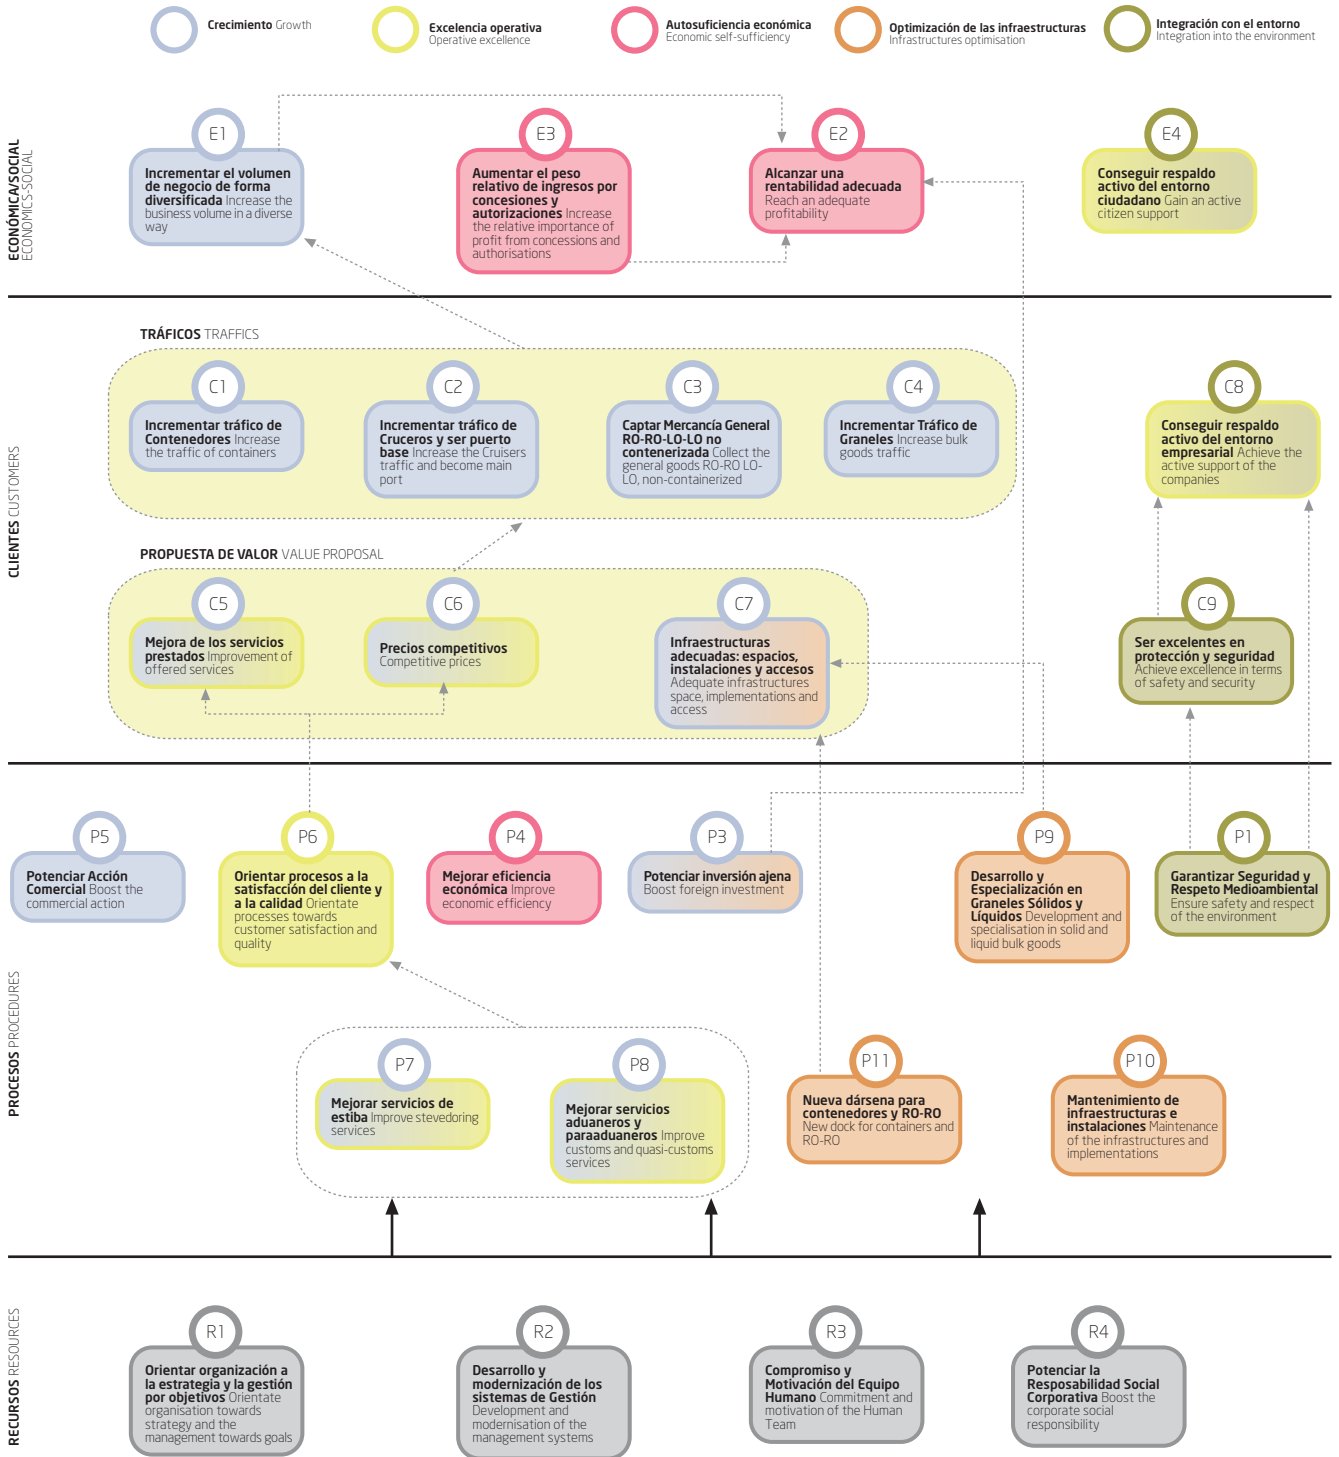 Crecimiento Growth
Excelencia operativa
Operative excellence
Autosuficiencia económica
Economic self-sufficiency
Optimización de las infraestructuras
Infrastructures optimisation
Integración con el entorno
Integration into the environment
ECONÓMICA/SOCIAL
ECONOMICS-SOCIAL
E1
Incrementar el volumen
de negocio de forma
diversificada Increase the
business volume in a diverse
way
E3
Aumentar el peso
relativo de ingresos por
concesiones y
autorizaciones Increase
the relative importance of
profit from concessions and
authorisations
E2
Alcanzar una
rentabilidad adecuada
Reach an adequate
profitability
E4
Conseguir respaldo
activo del entorno
ciudadano Gain an active
citizen support
CLIENTES CUSTOMERS
TRÁFICOS TRAFFICS
C1
Incrementar tráfico de
Contenedores Increase
the traffic of containers
C2
Incrementar tráfico de
Cruceros y ser puerto
base Increase the Cruisers
traffic and become main
port
C3
Captar Mercancía General
RO-RO-LO-LO no
contenerizada Collect the
general goods RO-RO LO-
LO, non-containerized
C4
Incrementar Tráfico de
Graneles Increase bulk
goods traffic
C8
Conseguir respaldo
activo del entorno
empresarial Achieve the
active support of the
companies
PROPUESTA DE VALOR VALUE PROPOSAL
C5
Mejora de los servicios
prestados Improvement of
offered services
C6
Precios competitivos
Competitive prices
C7
Infraestructuras
adecuadas: espacios,
instalaciones y accesos
Adequate infrastructures
space, implementations and
access
C9
Ser excelentes en
protección y seguridad
Achieve excellence in terms
of safety and security
PROCESOS PROCEDURES
P5
Potenciar Acción
Comercial Boost the
commercial action
P6
Orientar procesos a la
satisfacción del cliente y
a la calidad Orientate
processes towards
customer satisfaction and
quality
P4
Mejorar eficiencia
económica Improve
economic efficiency
P3
Potenciar inversión ajena
Boost foreign investment
P9
Desarrollo y
Especialización en
Graneles Sólidos y
Líquidos Development and
specialisation in solid and
liquid bulk goods
P1
Garantizar Seguridad y
Respeto Medioambiental
Ensure safety and respect
of the environment
P7
Mejorar servicios de
estiba Improve stevedoring
services
P8
Mejorar servicios
aduaneros y
paraaduaneros Improve
customs and quasi-customs
services
P11
Nueva dársena para
contenedores y RO-RO
New dock for containers and
RO-RO
P10
Mantenimiento de
infraestructuras e
instalaciones Maintenance
of the infrastructures and
implementations
RECURSOS RESOURCES
R1
Orientar organización a
la estrategia y la gestión
por objetivos Orientate
organisation towards
strategy and the
management towards goals
R2
Desarrollo y
modernización de los
sistemas de Gestión
Development and
modernisation of the
management systems
R3
Compromiso y
Motivación del Equipo
Humano Commitment and
motivation of the Human
Team
R4
Potenciar la
Resposabilidad Social
Corporativa Boost the
corporate social
responsibility